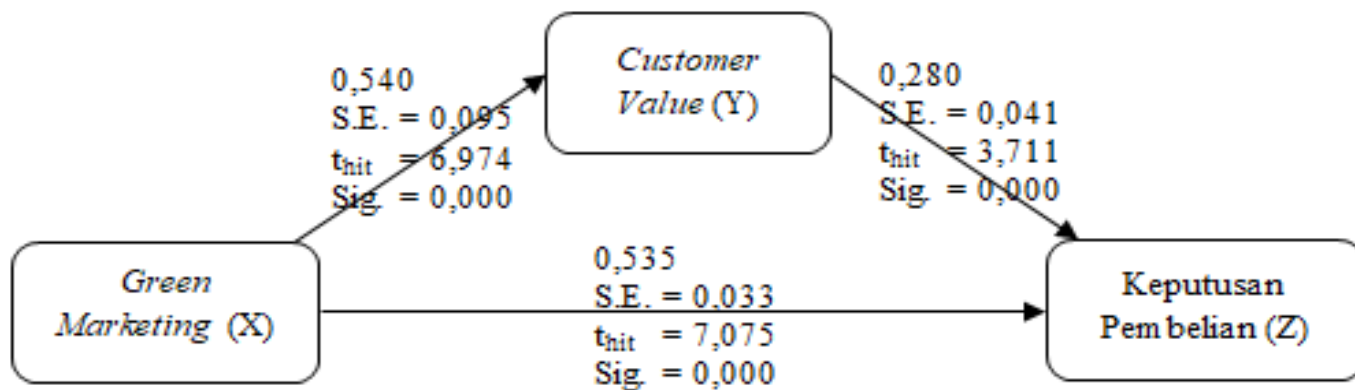 Customer
Value (Y)
0,540
S.E. = 0,095
thit = 6,974
Sig. = 0,000
0,280
S.E. = 0,041
thit = 3,711
Sig. = 0,000
Green
Marketing (X)
0,535
S.E. = 0,033
thit = 7,075
Sig. = 0,000
Keputusan
Pembelian (Z)